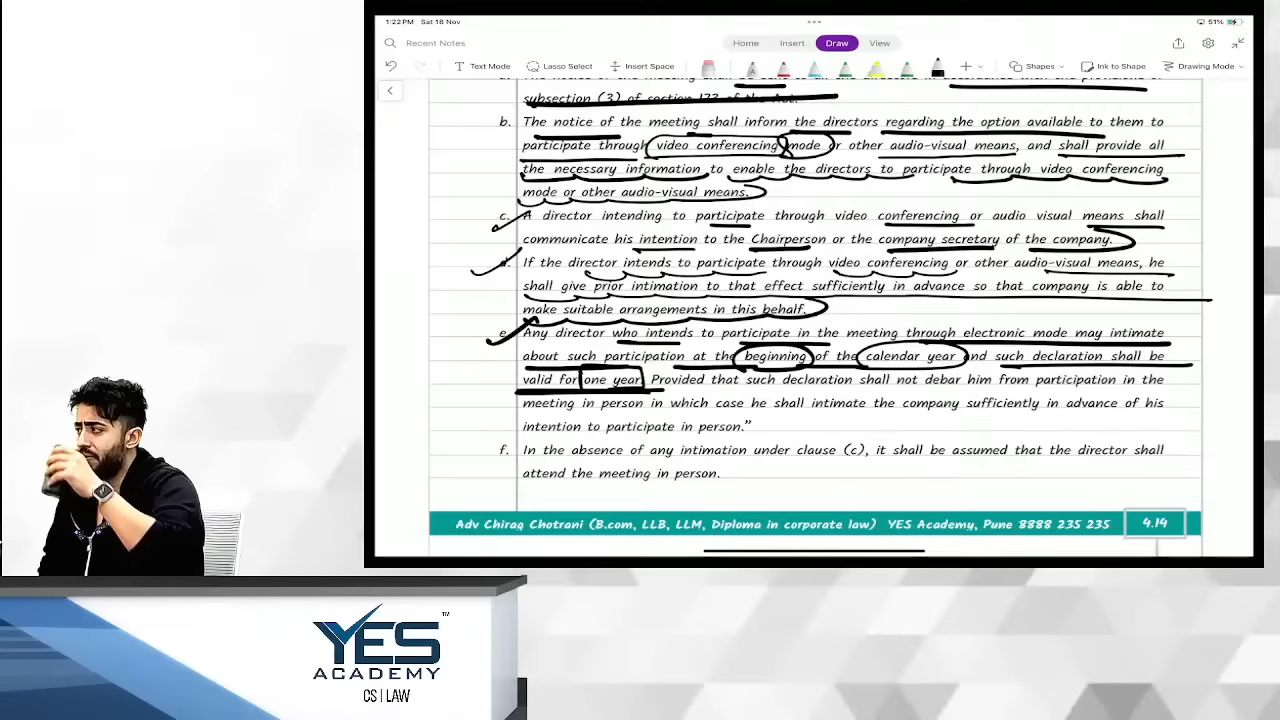 1:22 PM Sat 18 Nov
51%
Recent Notes
Home Insert Draw View
Text Mode Lasso Select Insert Space Shapes Ink to Shape Drawing Mode
subsection (3) of section 173 of the Act.
b. The notice of the meeting shall inform the directors regarding the option available to them to
participate through video conferencing mode or other audio-visual means, and shall provide all
the necessary information to enable the directors to participate through video conferencing
mode or other audio-visual means.
c. A director intending to participate through video conferencing or audio visual means shall
communicate his intention to the Chairperson or the company secretary of the company.
d. If the director intends to participate through video conferencing or other audio-visual means, he
shall give prior intimation to that effect sufficiently in advance so that company is able to
make suitable arrangements in this behalf.
e. Any director who intends to participate in the meeting through electronic mode may intimate
about such participation at the beginning of the calendar year and such declaration shall be
valid for one year. Provided that such declaration shall not debar him from participation in the
meeting in person in which case he shall intimate the company sufficiently in advance of his
intention to participate in person.”
f. In the absence of any intimation under clause (c), it shall be assumed that the director shall
attend the meeting in person.
Adv Chirag Chotrani (B.com, LLB, LLM, Diploma in corporate law) YES Academy, Pune 8888 235 235 4.14
YES™
ACADEMY
CS | LAW